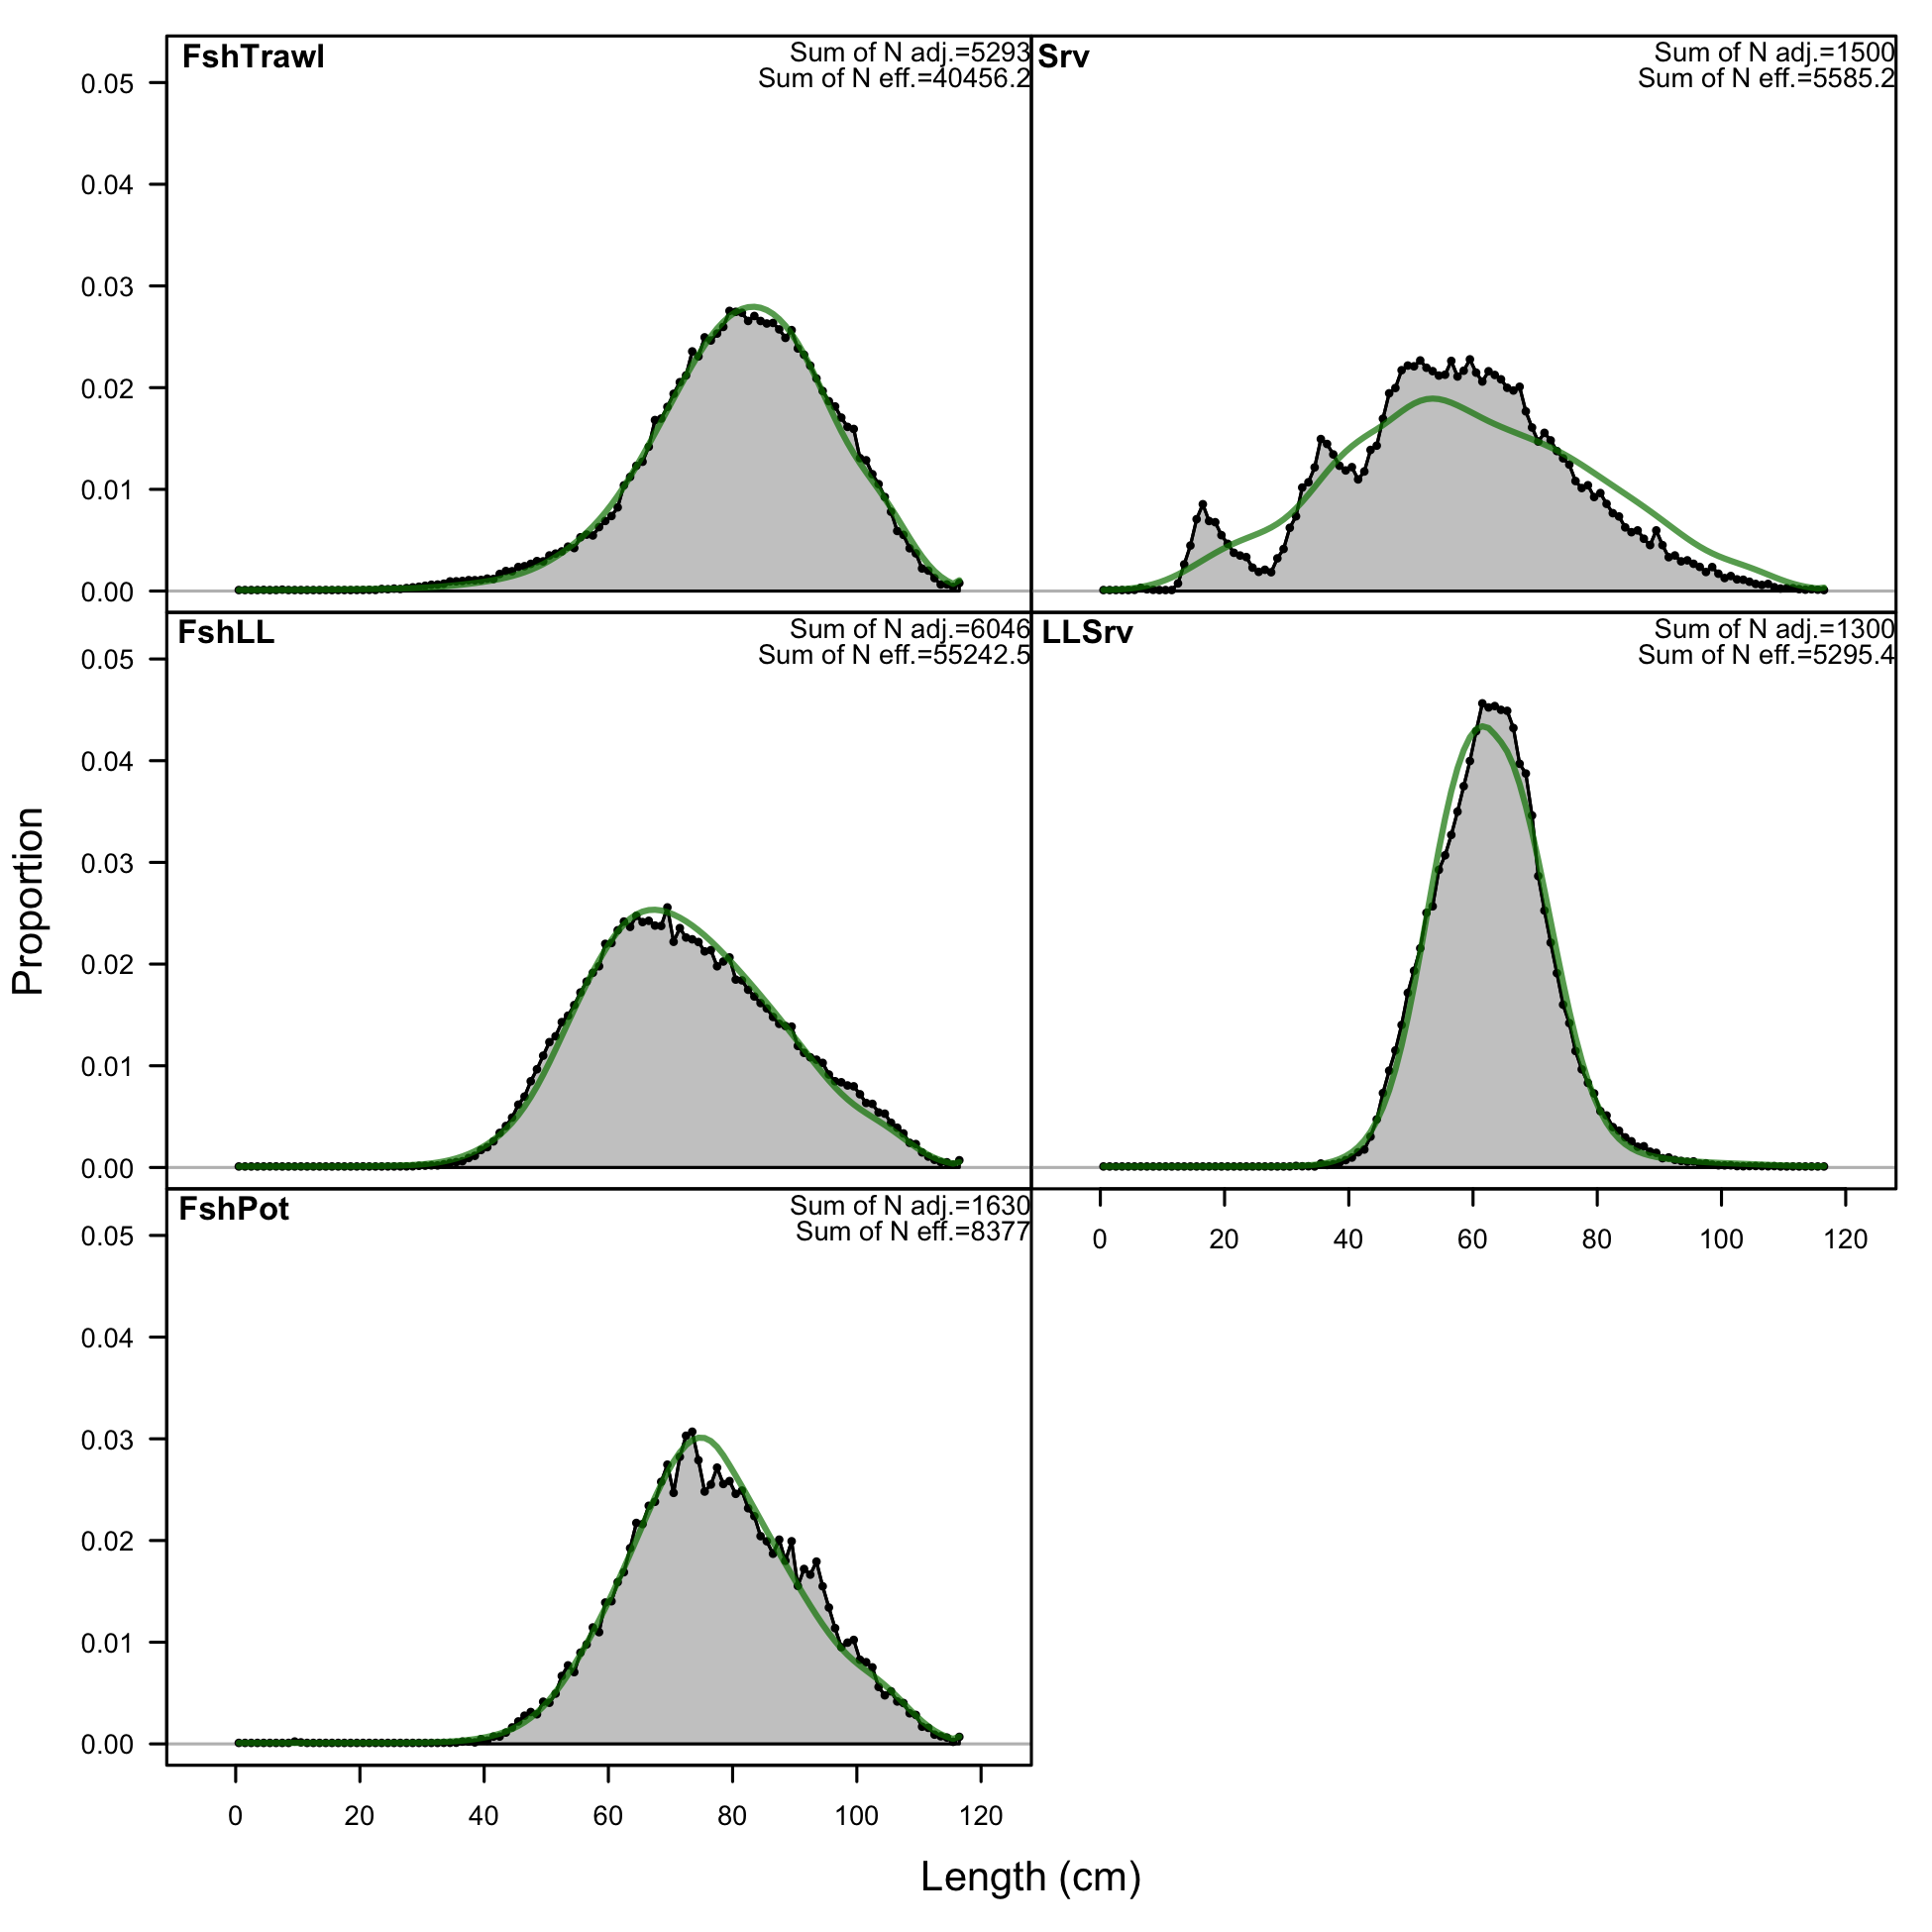 FshTrawl
Sum of N adj.=5293
Sum of N eff.=40456.2
0.05
0.04
0.03
0.02
0.01
0.00
Srv
Sum of N adj.=1500
Sum of N eff.=5585.2
FshLL
Sum of N adj.=6046
Sum of N eff.=55242.5
0.05
0.04
0.03
0.02
0.01
0.00
LLSrv
Sum of N adj.=1300
Sum of N eff.=5295.4
0 20 40 60 80 100 120
FshPot
Sum of N adj.=1630
Sum of N eff.=8377
0.05
0.04
0.03
0.02
0.01
0.00
0 20 40 60 80 100 120
Proportion
Length (cm)